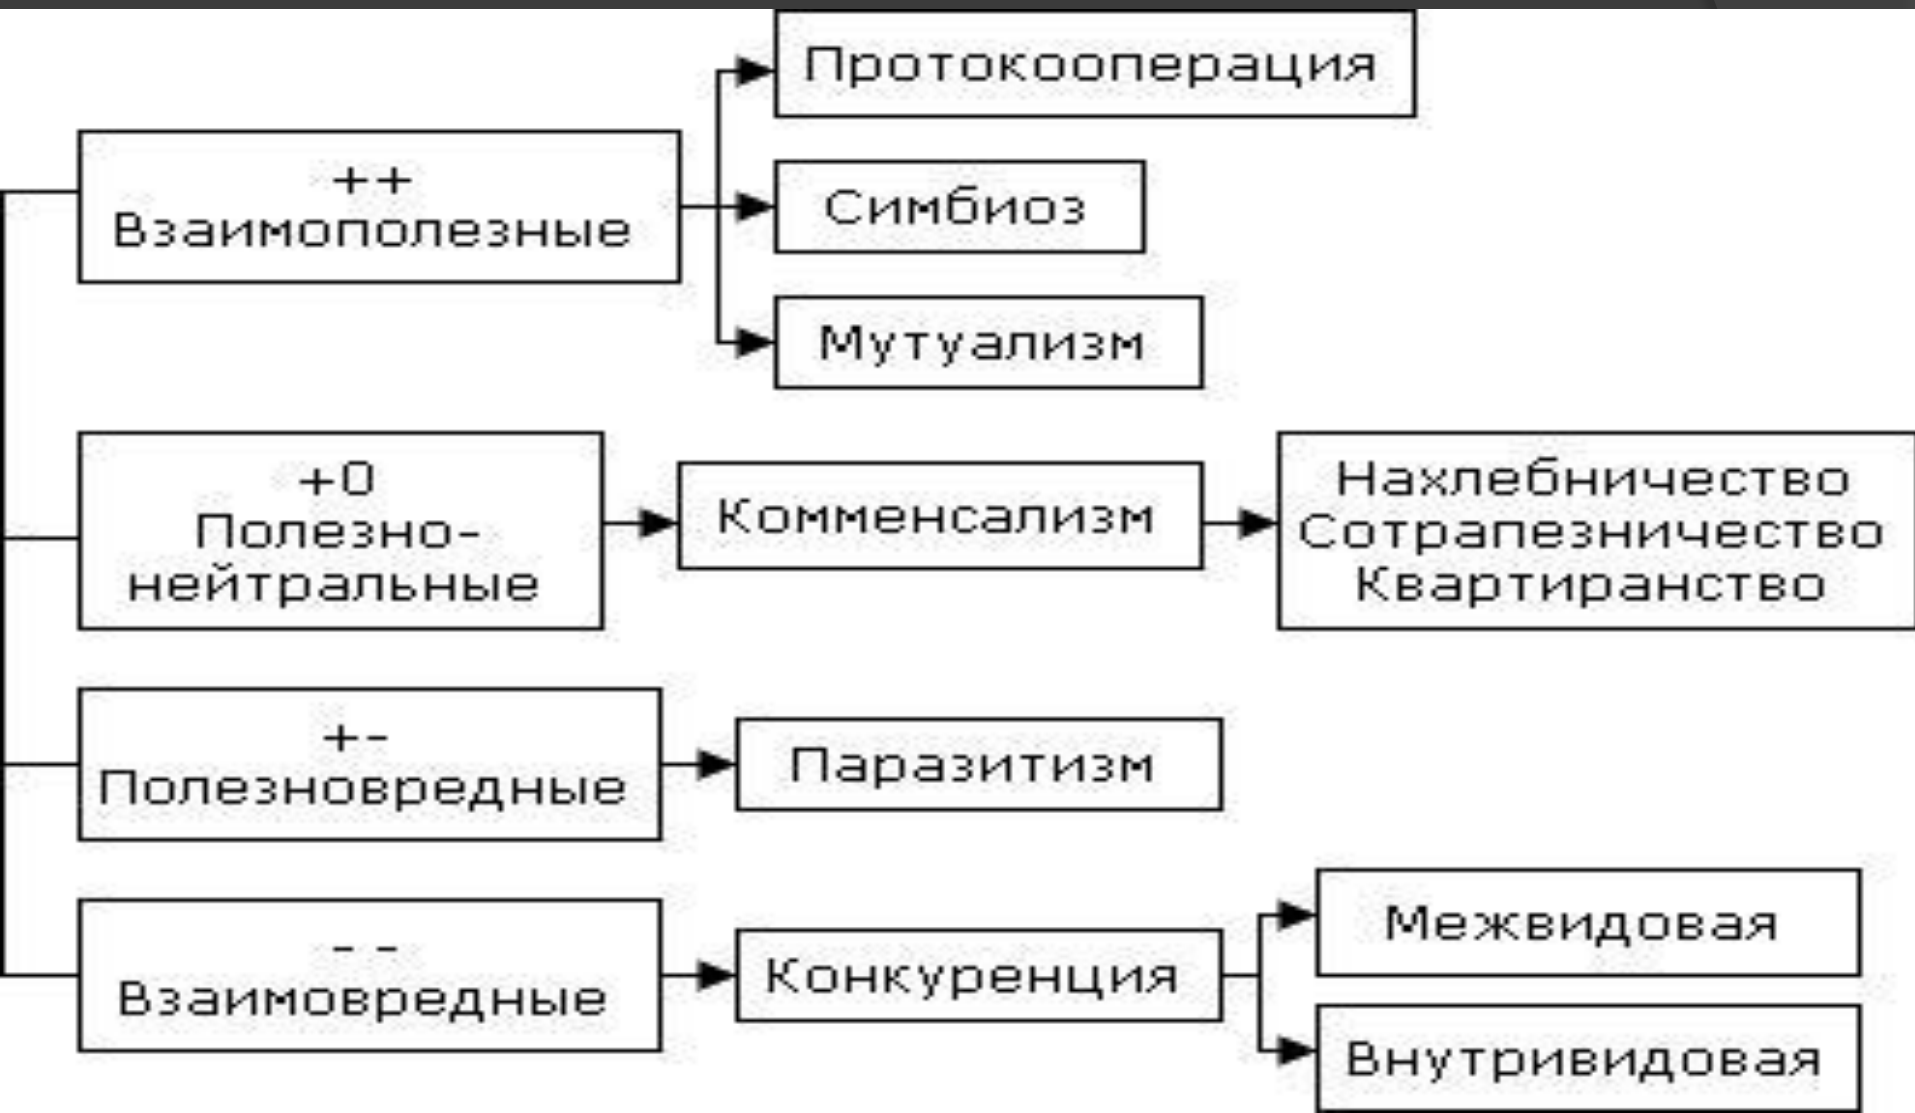 Протокооперация
++
Взаимополезные
Симбиоз
Мутуализм
+0
Полезно-
нейтральные
Комменсализм
Нахлебничество
Сотрапезничество
Квартиранство
+-
Полезновредные
Паразитизм
- -
Взаимовредные
Конкуренция
Межвидовая
Внутривидовая